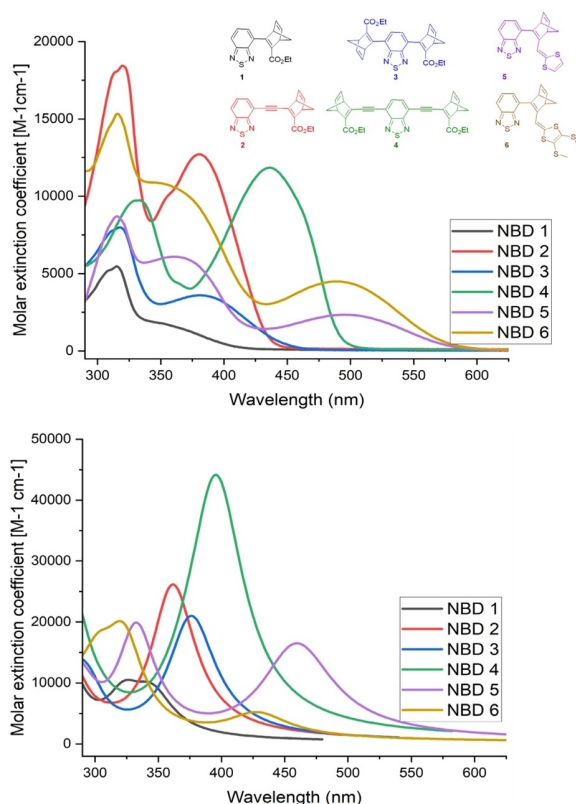 CO₂Et
N
S
N
CO₂Et
1
CO₂Et
N
S
N
CO₂Et
3
N
S
N
S
S
5
N
S
N
CO₂Et
2
CO₂Et
N
S
N
CO₂Et
4
N
S
N
S
S
S
S
6
20000
15000
10000
5000
0
Molar extinction coefficient [M-1cm-1]
NBD 1
NBD 2
NBD 3
NBD 4
NBD 5
NBD 6
300 350 400 450 500 550 600
Wavelength (nm)
50000
40000
30000
20000
10000
0
Molar extinction coefficient [M-1 cm-1]
NBD 1
NBD 2
NBD 3
NBD 4
NBD 5
NBD 6
300 350 400 450 500 550 600
Wavelength (nm)